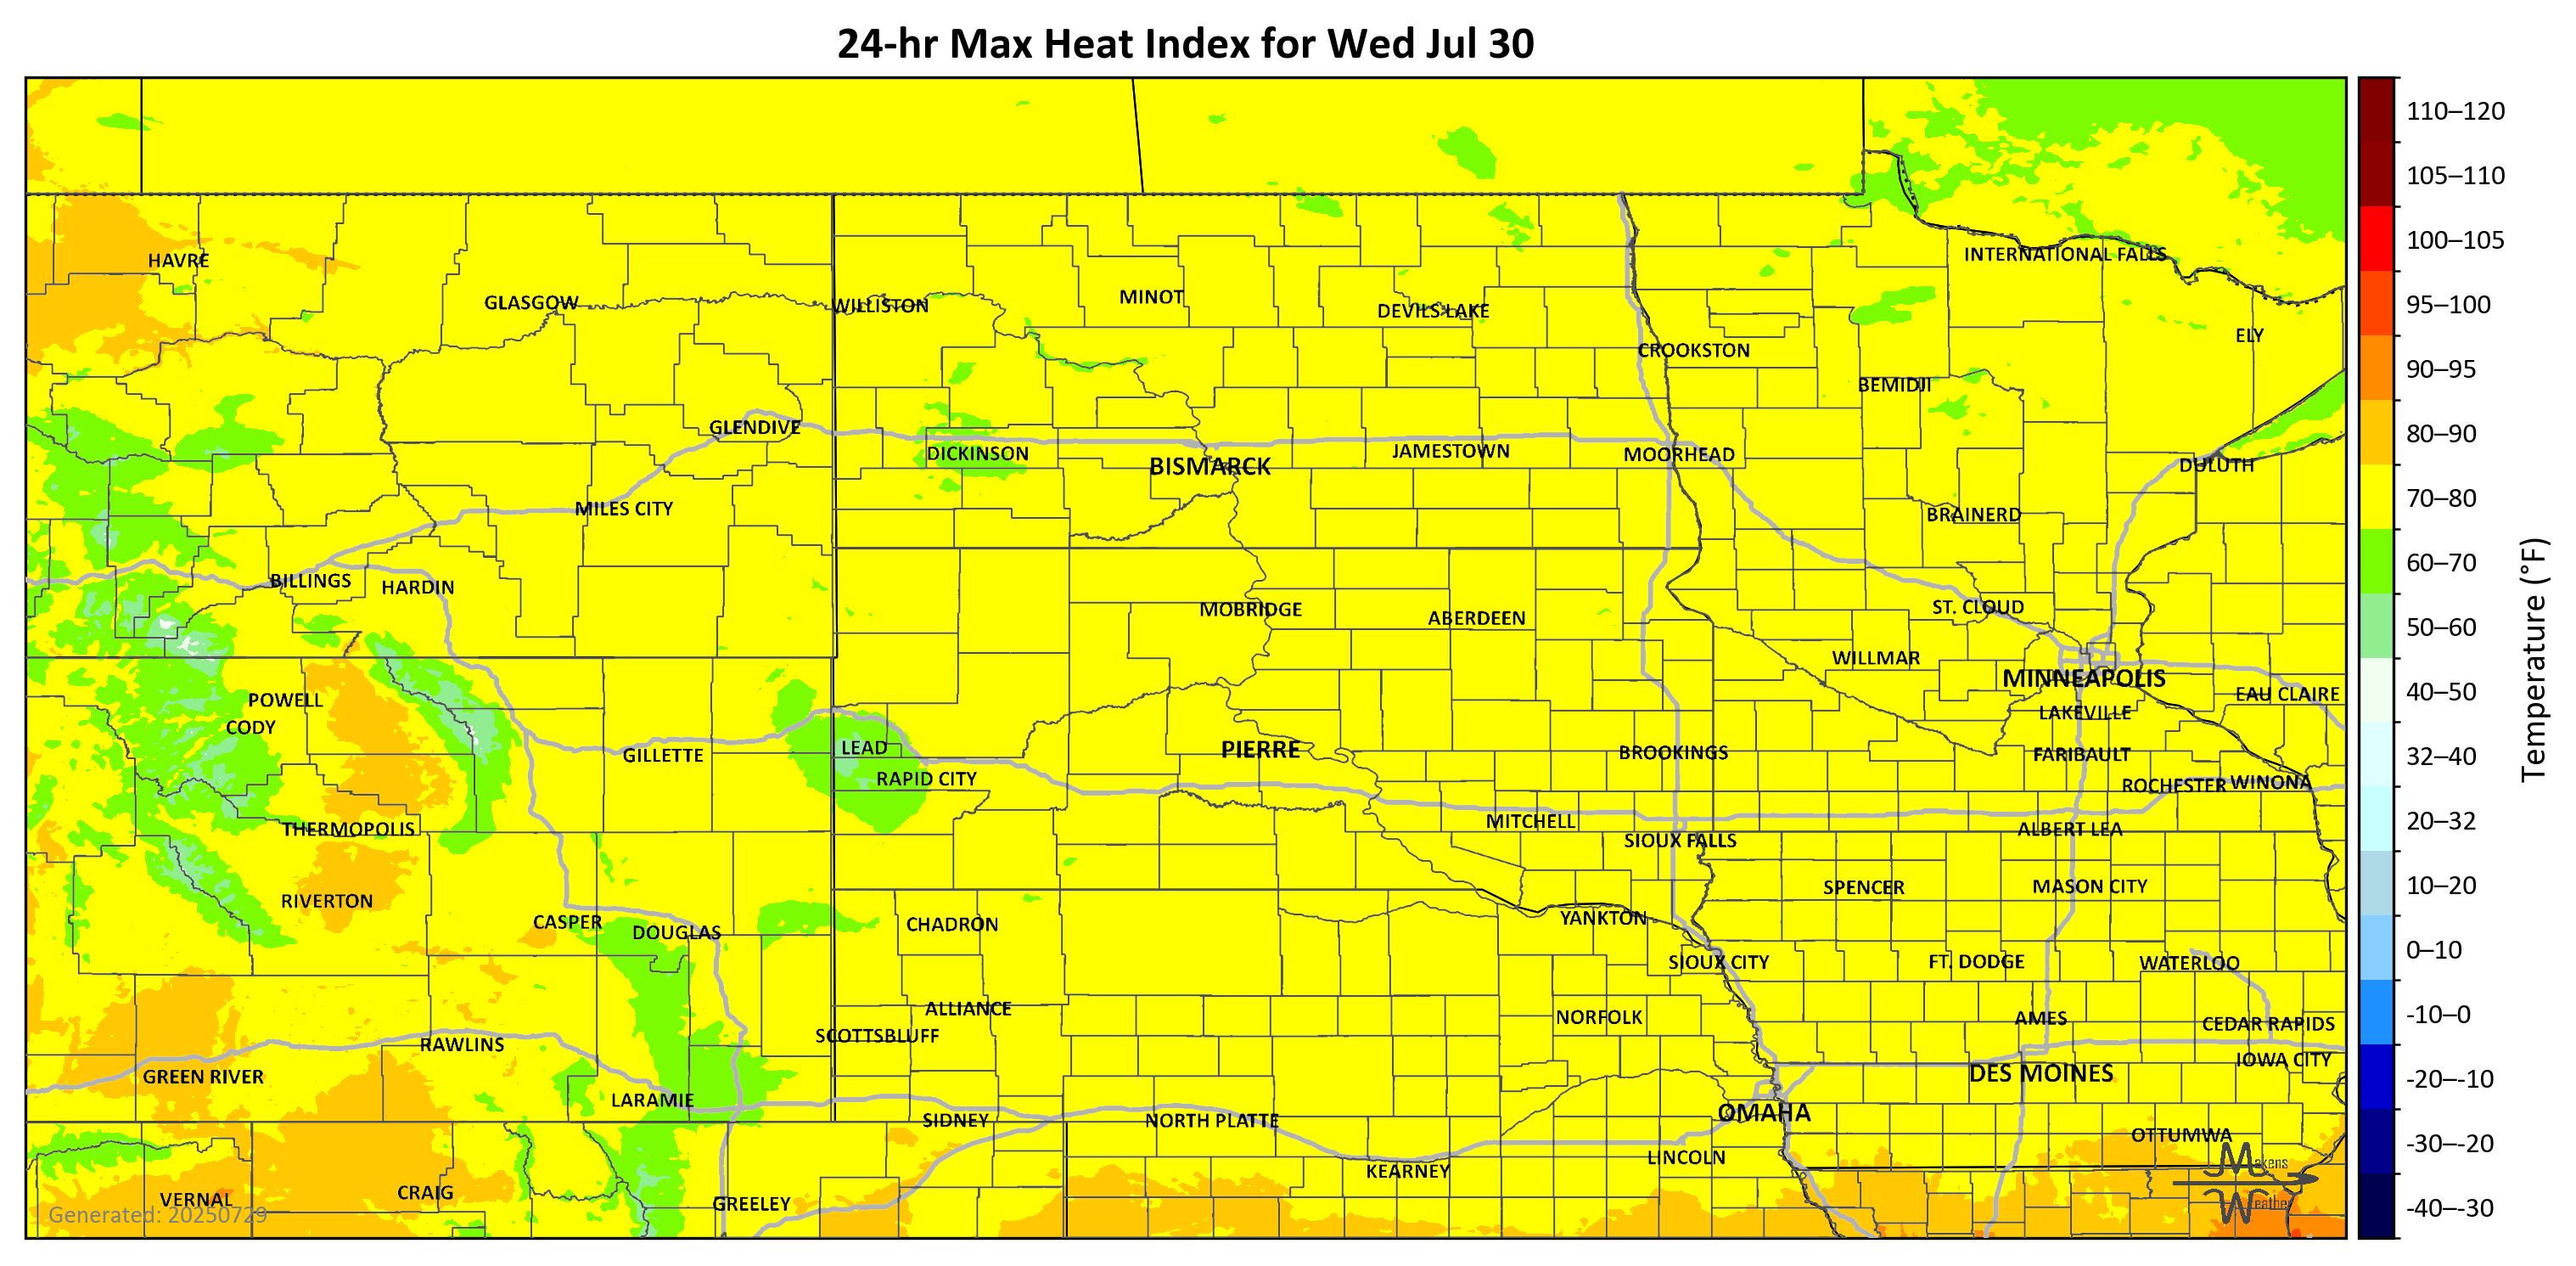 24-hr Max Heat Index for Wed Jul 30
110–120
105–110
100–105
95–100
90–95
80–90
70–80
60–70
50–60
40–50
32–40
20–32
10–20
0–10
-10–0
-20–-10
-30–-20
-40–-30
Temperature (°F)
HAVRE
INTERNATIONAL FALLS
GLASGOW
WILLISTON
MINOT
DEVILS LAKE
ELY
CROOKSTON
BEMIDJI
GLENDIVE
DICKINSON
BISMARCK
JAMESTOWN
MOORHEAD
DULUTH
MILES CITY
BRAINERD
BILLINGS
HARDIN
MOBRIDGE
ABERDEEN
ST. CLOUD
WILLMAR
MINNEAPOLIS
EAU CLAIRE
POWELL
CODY
LAKEVILLE
GILLETTE
LEAD
RAPID CITY
PIERRE
BROOKINGS
FARIBAULT
ROCHESTER
WINONA
THERMOPOLIS
MITCHELL
SIOUX FALLS
ALBERT LEA
RIVERTON
SPENCER
MASON CITY
CASPER
DOUGLAS
CHADRON
YANKTON
SIOUX CITY
FT. DODGE
WATERLOO
ALLIANCE
SCOTTSBLUFF
NORFOLK
AMES
CEDAR RAPIDS
RAWLINS
IOWA CITY
GREEN RIVER
DES MOINES
LARAMIE
SIDNEY
NORTH PLATTE
OMAHA
OTTUMWA
LINCOLN
KEARNEY
VERNAL
CRAIG
GREELEY
Makens
Weather
Generated: 20250729